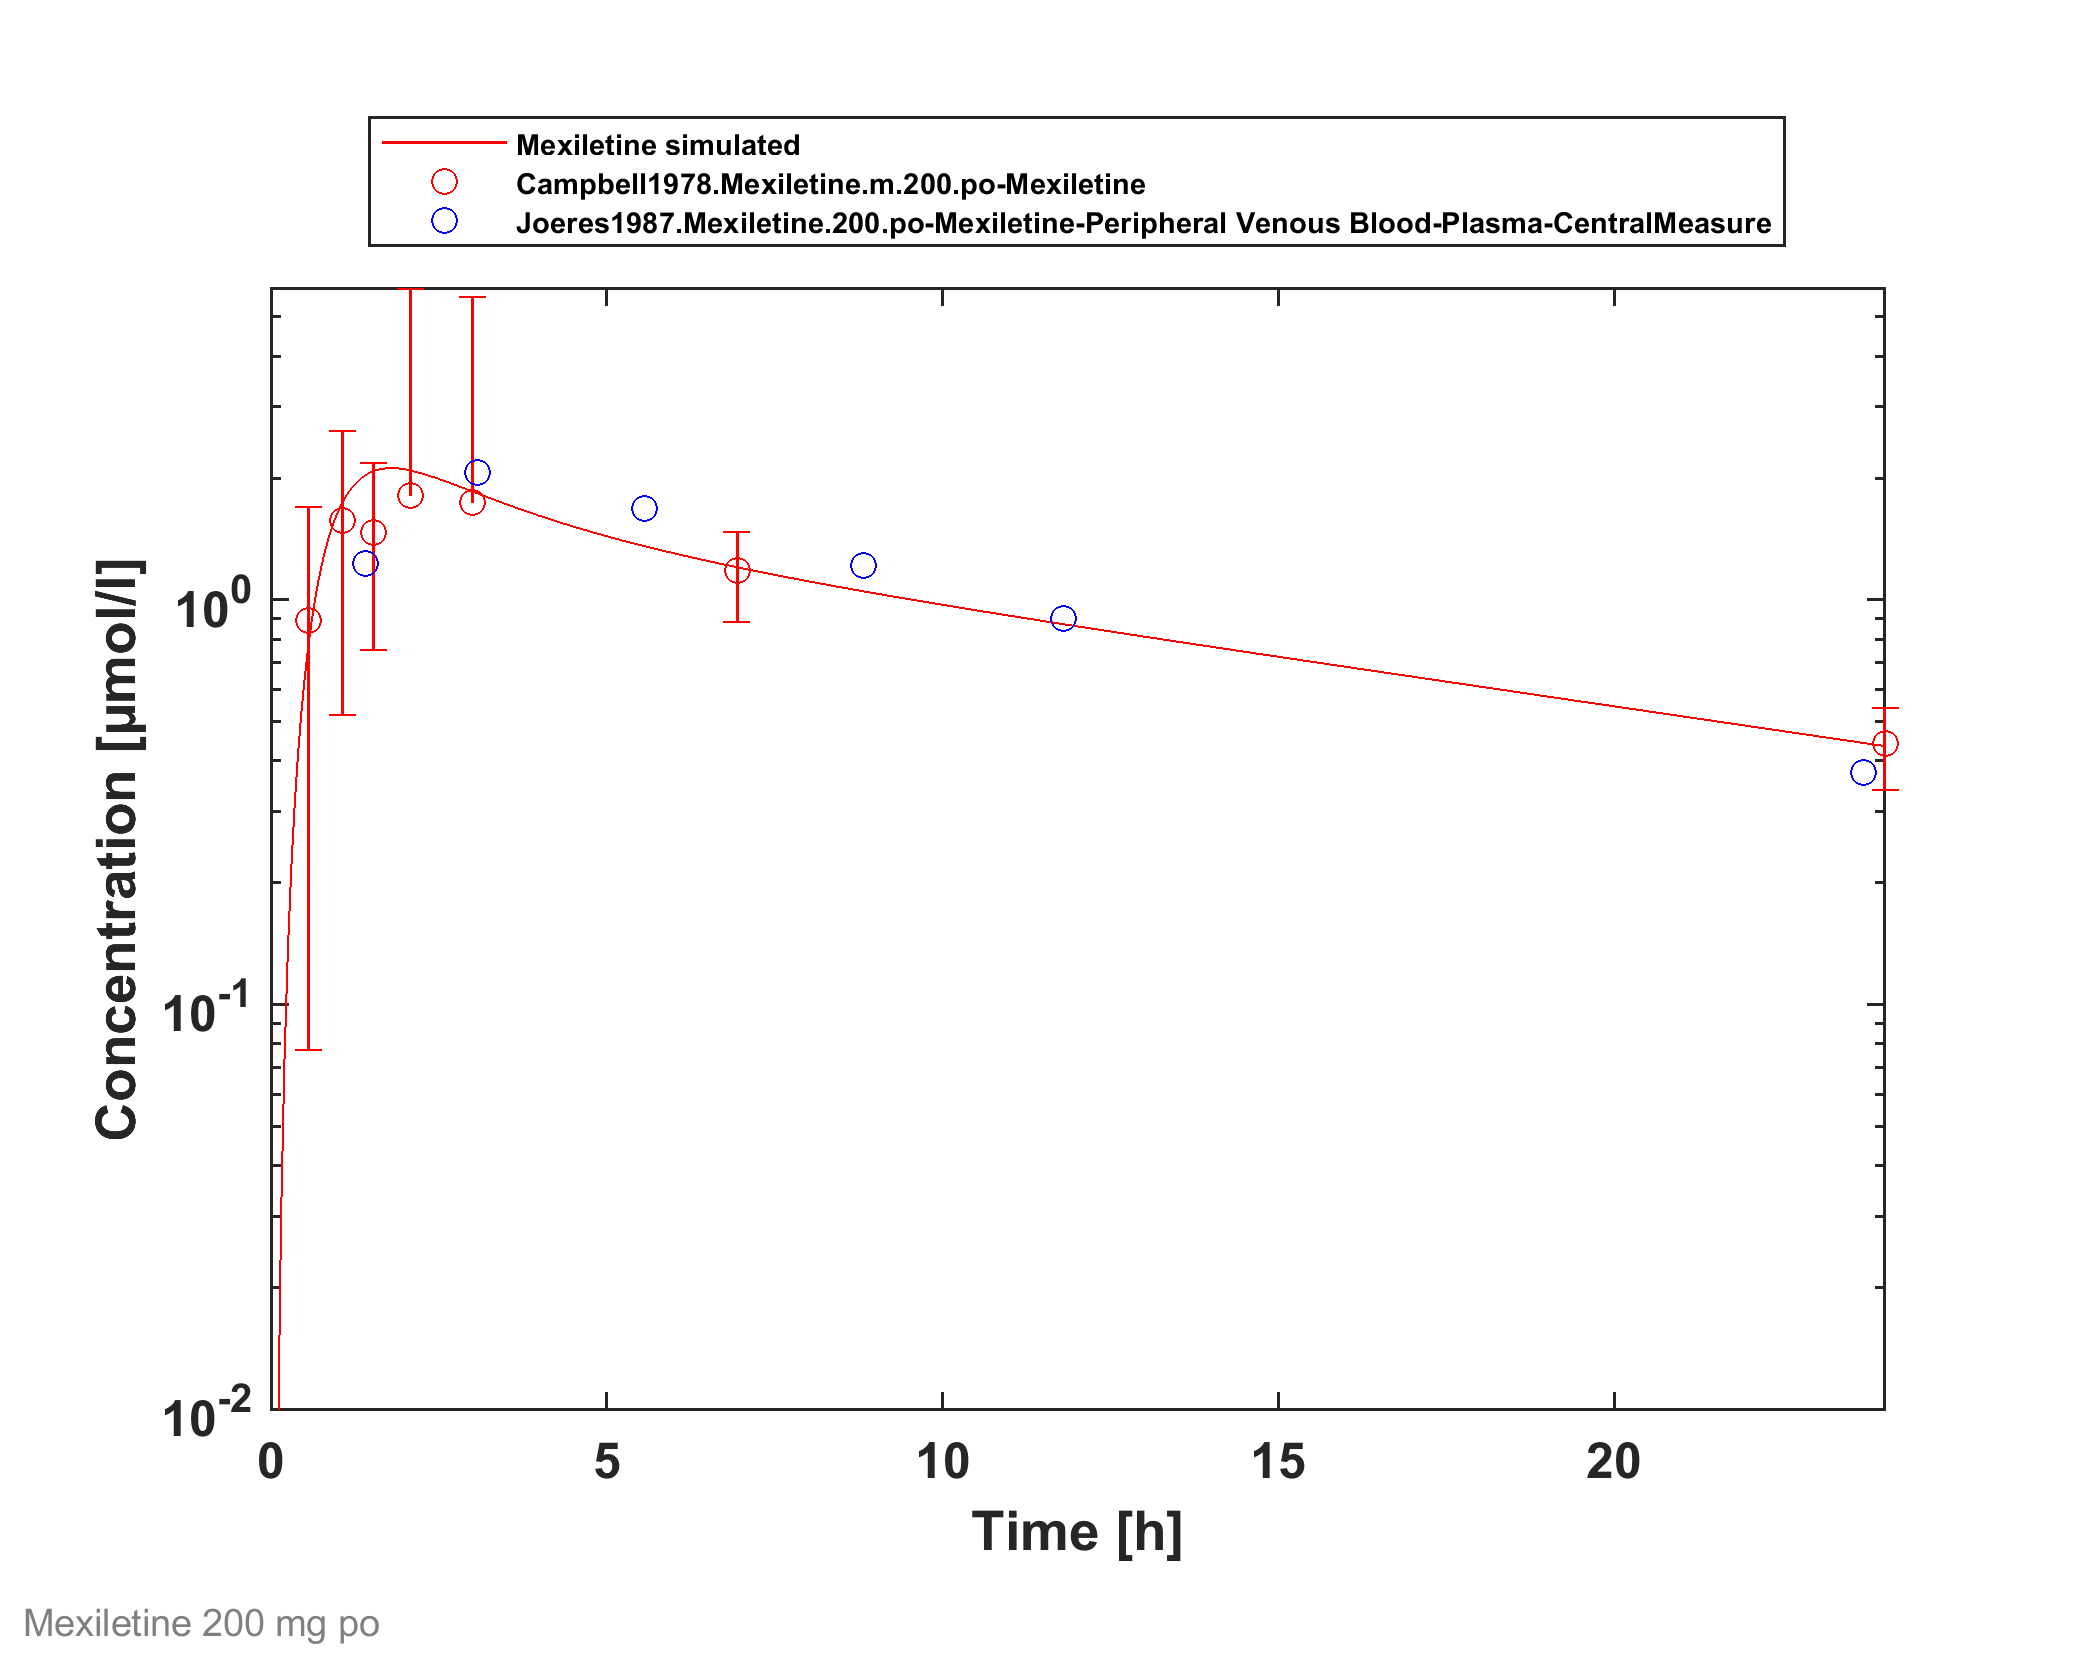 Mexiletine simulated
Campbell1978.Mexiletine.m.200.po-Mexiletine
Joeres1987.Mexiletine.200.po-Mexiletine-Peripheral Venous Blood-Plasma-CentralMeasure
Concentration [µmol/l]
10^0
10^-1
10^-2
0 5 10 15 20
Time [h]
Mexiletine 200 mg po